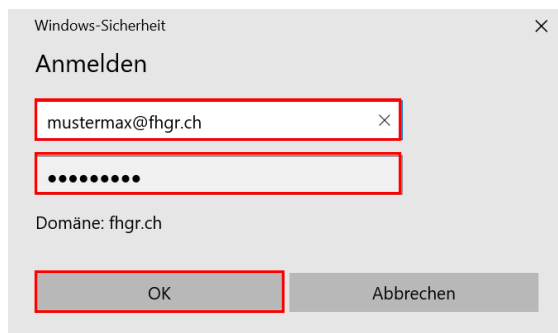 Windows-Sicherheit
Anmelden
mustermax@fhgr.ch
●●●●●●●●●
Domäne: fhgr.ch
OK Abbrechen